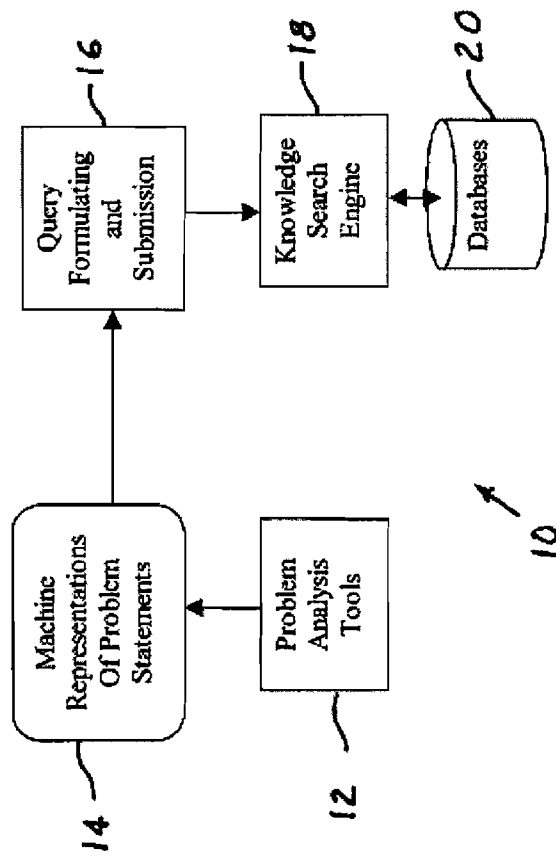 14
Machine
Representations
Of Problem
Statements
16
Query
Formulating
and
Submission
12
Problem
Analysis
Tools
18
Knowledge
Search
Engine
20
Databases
10